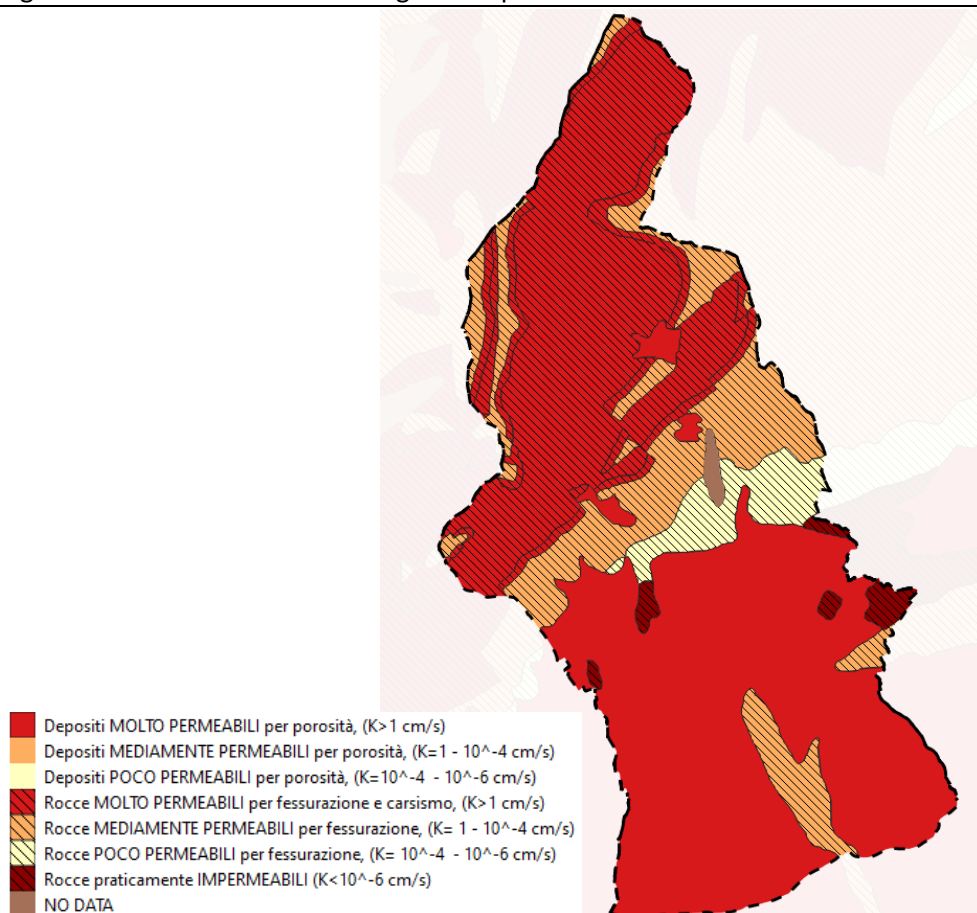 Depositi MOLTO PERMEABILI per porosità, (K>1 cm/s)
Depositi MEDIAMENTE PERMEABILI per porosità, (K=1 - 10^-4 cm/s)
Depositi POCO PERMEABILI per porosità, (K=10^-4 - 10^-6 cm/s)
Rocce MOLTO PERMEABILI per fessurazione e carsismo, (K>1 cm/s)
Rocce MEDIAMENTE PERMEABILI per fessurazione, (K= 1 - 10^-4 cm/s)
Rocce POCO PERMEABILI per fessurazione, (K= 10^-4 - 10^-6 cm/s)
Rocce praticamente IMPERMEABILI (K<10^-6 cm/s)
NO DATA